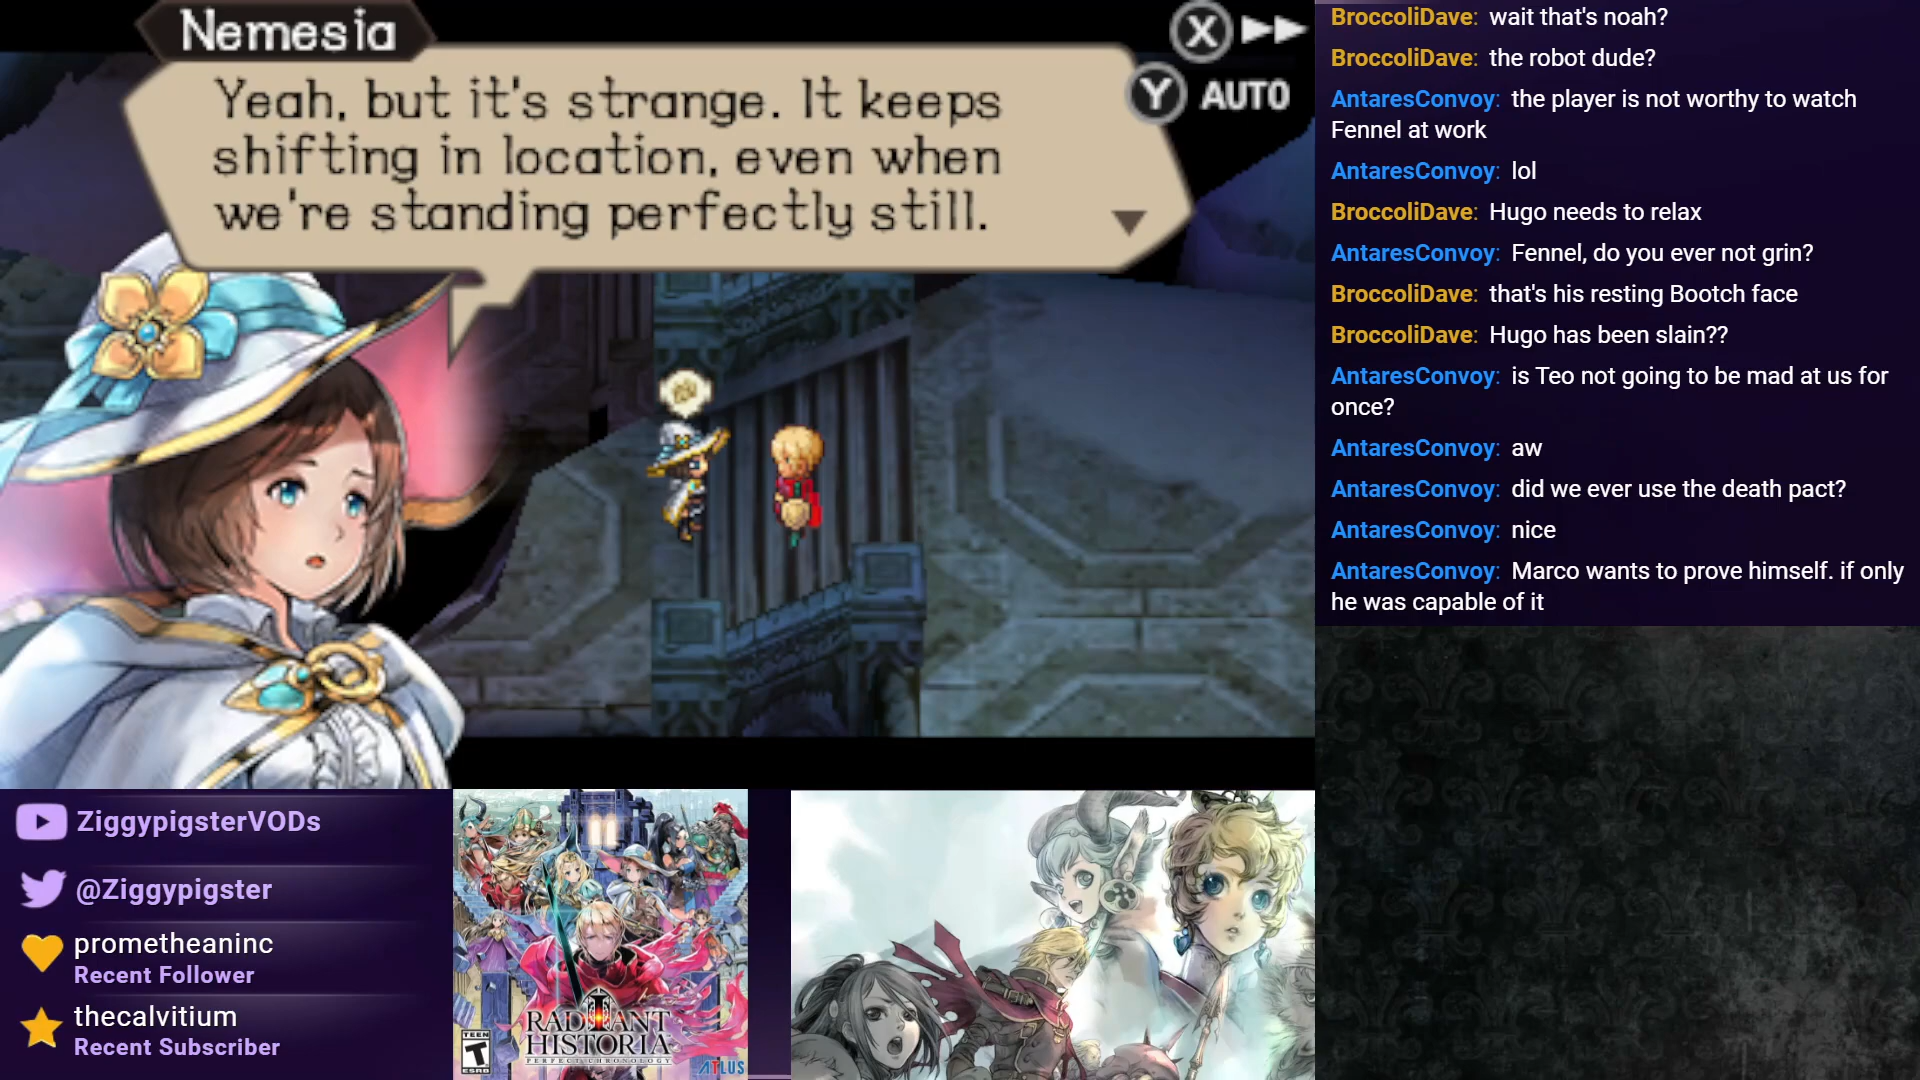 Nemesia
X
Yeah, but it's strange. It keeps
shifting in location, even when
we're standing perfectly still.
Y AUTO
BroccoliDave: wait that's noah?
BroccoliDave: the robot dude?
AntaresConvoy: the player is not worthy to watch
Fennel at work
AntaresConvoy: lol
BroccoliDave: Hugo needs to relax
AntaresConvoy: Fennel, do you ever not grin?
BroccoliDave: that's his resting Bootch face
BroccoliDave: Hugo has been slain??
AntaresConvoy: is Teo not going to be mad at us for
once?
AntaresConvoy: aw
AntaresConvoy: did we ever use the death pact?
AntaresConvoy: nice
AntaresConvoy: Marco wants to prove himself. if only
he was capable of it
ZiggypigsterVODs
@Ziggypigster
prometheaninc
Recent Follower
thecalvitium
Recent Subscriber
RADIANT
HISTORIA
PERFECT CHRONOLOGY
TEEN
T
ESRB
ATLUS